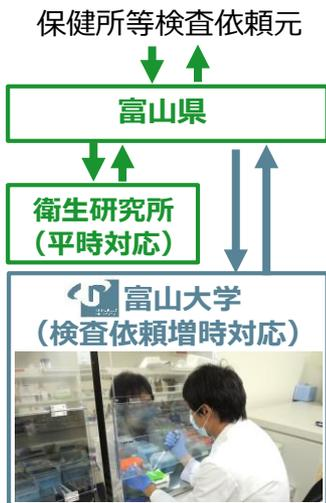 保健所等検査依頼元
富山県
衛生研究所
（平時対応）
富山大学
（検査依頼増時対応）